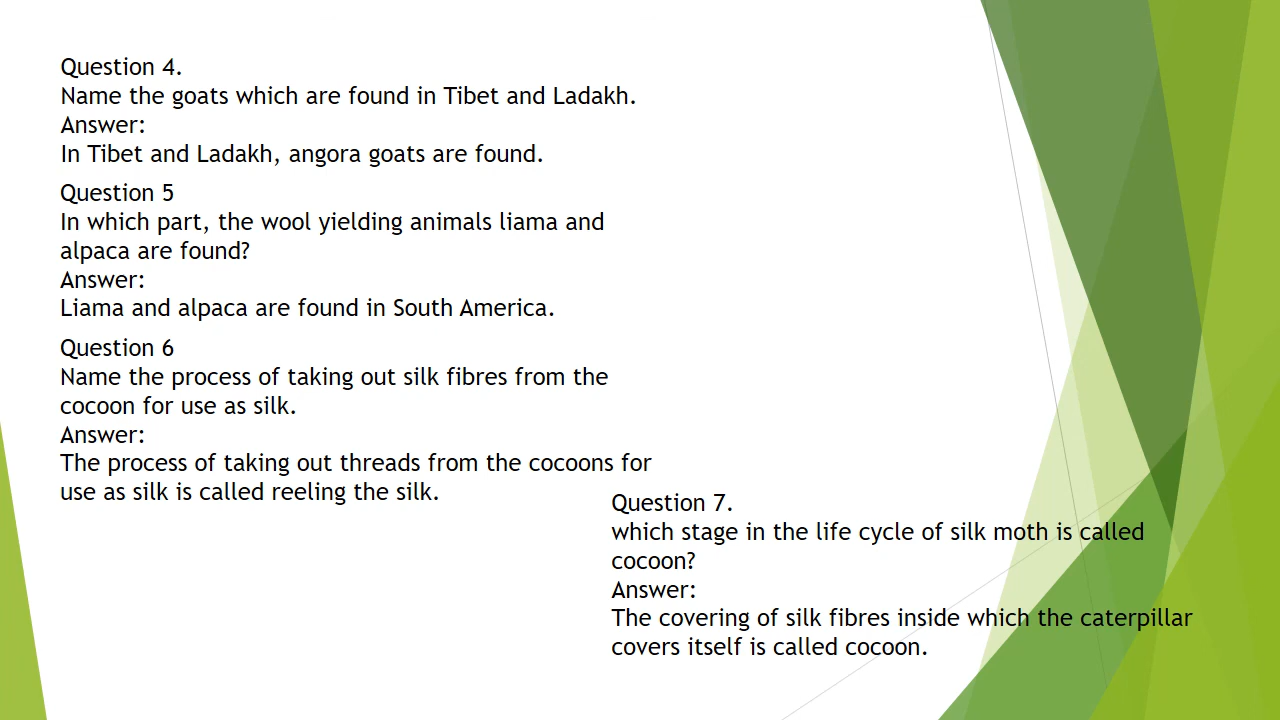 Question 4.
Name the goats which are found in Tibet and Ladakh.
Answer:
In Tibet and Ladakh, angora goats are found.
Question 5
In which part, the wool yielding animals liama and
alpaca are found?
Answer:
Liama and alpaca are found in South America.
Question 6
Name the process of taking out silk fibres from the
cocoon for use as silk.
Answer:
The process of taking out threads from the cocoons for
use as silk is called reeling the silk.
Question 7.
which stage in the life cycle of silk moth is called
cocoon?
Answer:
The covering of silk fibres inside which the caterpillar
covers itself is called cocoon.